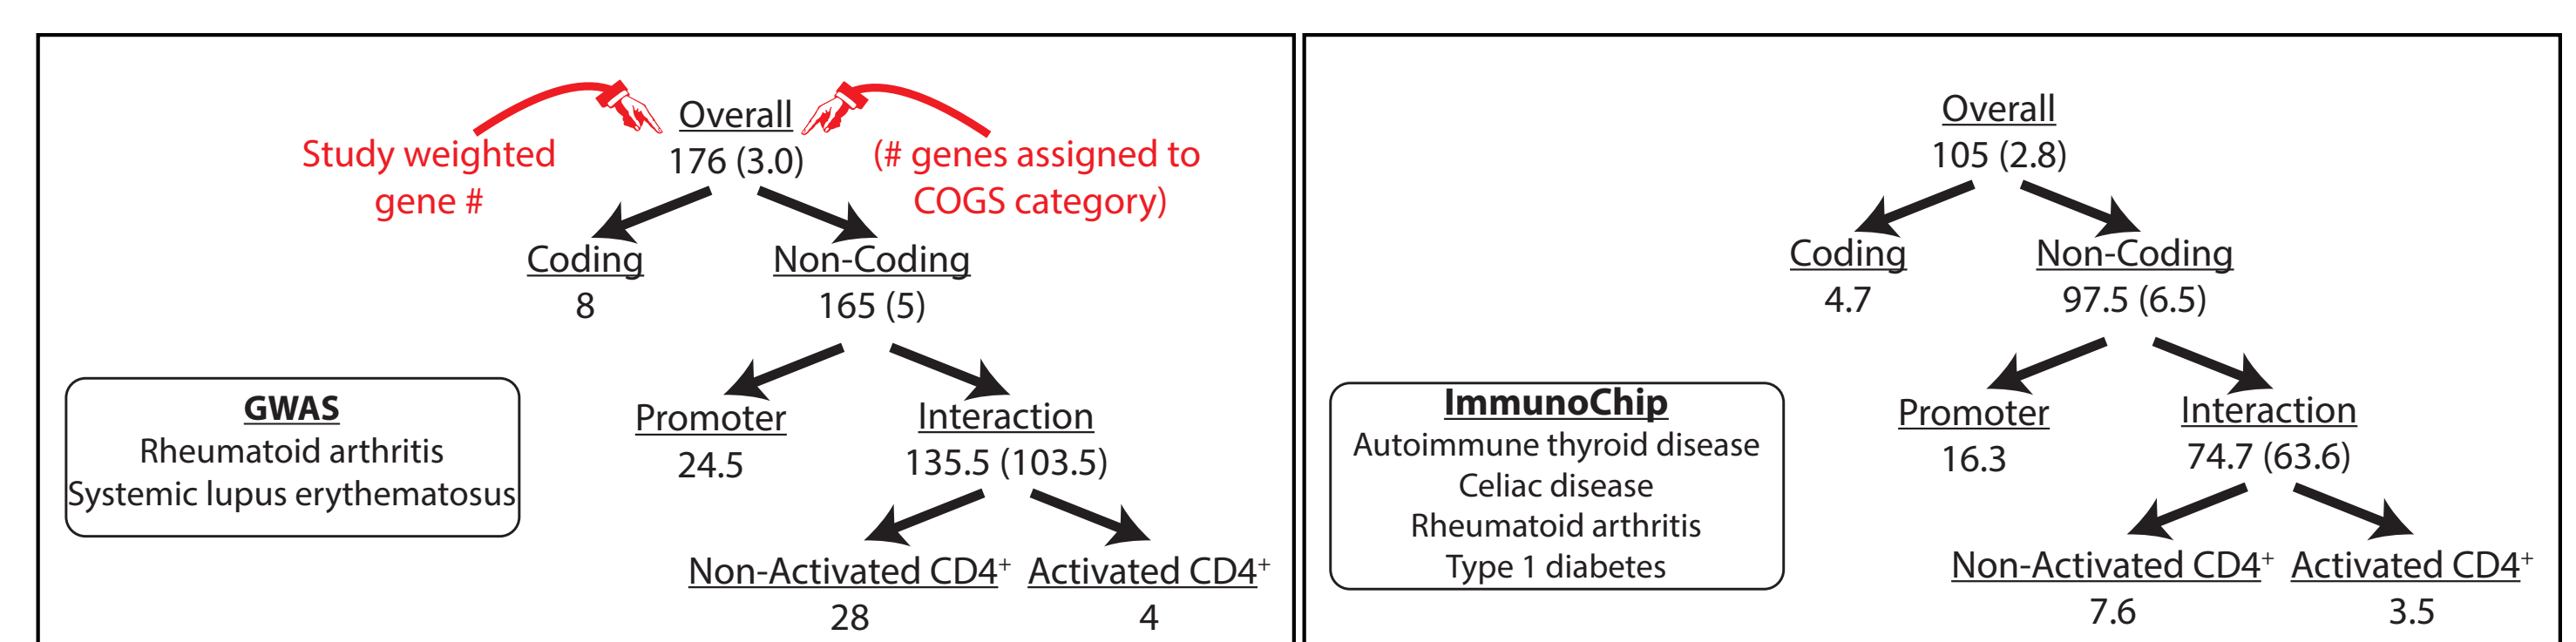 Overall
176 (3.0)
Study weighted
gene #
(# genes assigned to
COGS category)
Coding
8
Non-Coding
165 (5)
Promoter
24.5
Interaction
135.5 (103.5)
Non-Activated CD4⁺
28
Activated CD4⁺
4
GWAS
Rheumatoid arthritis
Systemic lupus erythematosus
Overall
105 (2.8)
Coding
4.7
Non-Coding
97.5 (6.5)
Promoter
16.3
Interaction
74.7 (63.6)
Non-Activated CD4⁺
7.6
Activated CD4⁺
3.5
ImmunoChip
Autoimmune thyroid disease
Celiac disease
Rheumatoid arthritis
Type 1 diabetes